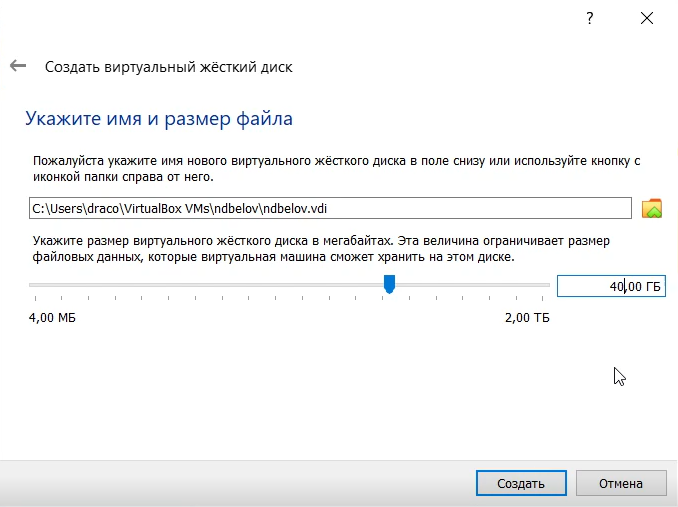 ?
Создать виртуальный жёсткий диск
Укажите имя и размер файла
Пожалуйста укажите имя нового виртуального жёсткого диска в поле снизу или используйте кнопку с
иконкой папки справа от него.
C:\Users\draco\VirtualBox VMs\ndbelov\ndbelov.vdi
Укажите размер виртуального жёсткого диска в мегабайтах. Эта величина ограничивает размер
файловых данных, которые виртуальная машина сможет хранить на этом диске.
40,00 ГБ
4,00 МБ 2,00 ТБ
Создать Отмена